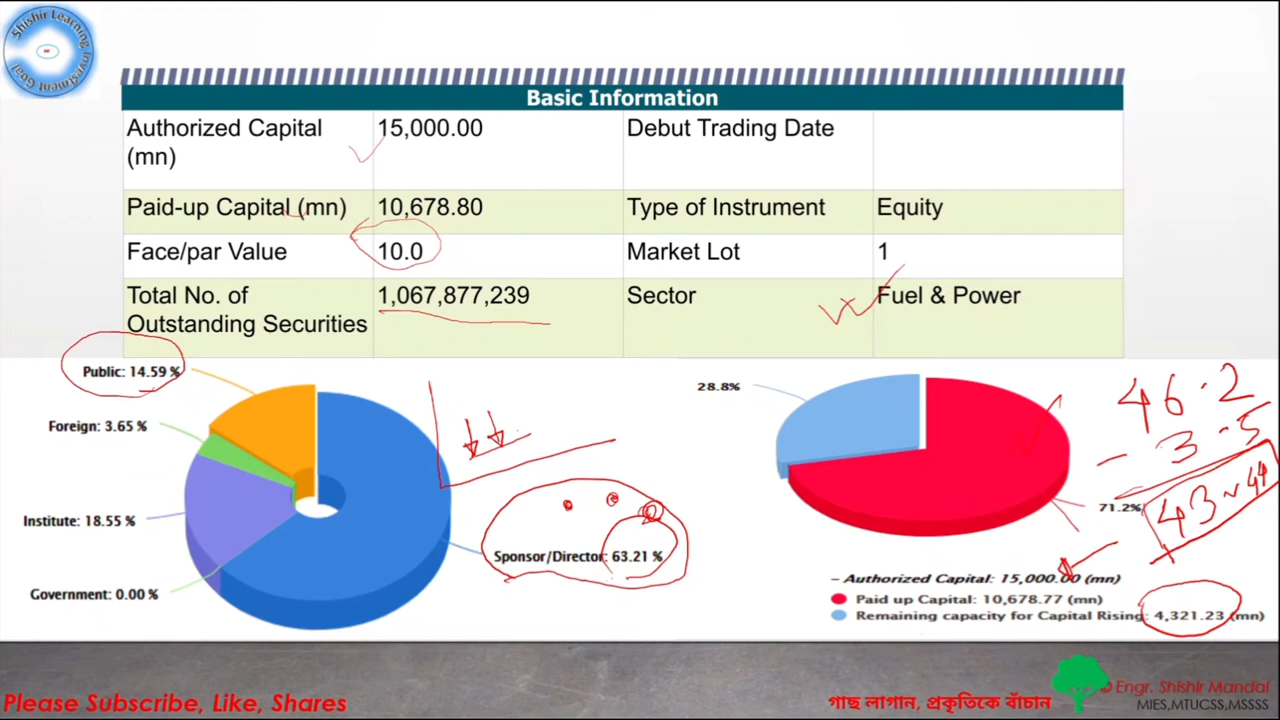 Shishir Learning
Investment Goal
Basic Information
Authorized Capital (mn) 15,000.00 Debut Trading Date
Paid-up Capital (mn) 10,678.80 Type of Instrument Equity
Face/par Value 10.0 Market Lot 1
Total No. of Outstanding Securities 1,067,877,239 Sector Fuel & Power
Public: 14.59 %
Foreign: 3.65 %
Institute: 18.55 %
Government: 0.00 %
Sponsor/Director: 63.21 %
28.8%
71.2%
46.2
- 3.5
– Authorized Capital: 15,000.00 (mn)
Paid up Capital: 10,678.77 (mn)
Remaining capacity for Capital Rising: 4,321.23 (mn)
Please Subscribe, Like, Shares
গাছ লাগান, প্রকৃতিকে বাঁচান
© Engr. Shishir Mandal
MIES,MTUCSS,MSSSS